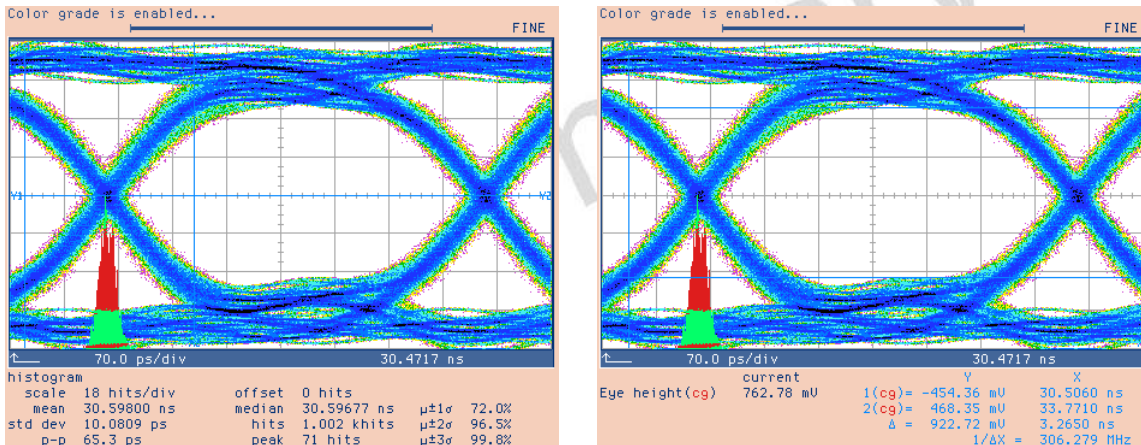 Color grade is enabled...
FINE
Y1
Y2
70.0 ps/div 30.4717 ns
histogram
scale 18 hits/div offset 0 hits
mean 30.59800 ns median 30.59677 ns µ±1σ 72.0%
std dev 10.0809 ps hits 1.002 khits µ±2σ 96.5%
p-p 65.3 ps peak 71 hits µ±3σ 99.8%
Color grade is enabled...
FINE
70.0 ps/div 30.4717 ns
current Y X
Eye height(cg) 762.78 mV 1(cg)= -454.36 mV 30.5060 ns
2(cg)= 468.35 mV 33.7710 ns
Δ = 922.72 mV 3.2650 ns
1/ΔX = 306.279 MHz